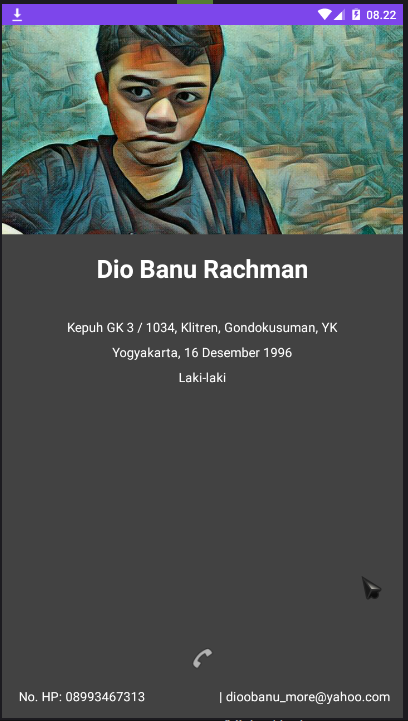 08.22
Dio Banu Rachman
Kepuh GK 3 / 1034, Klitren, Gondokusuman, YK
Yogyakarta, 16 Desember 1996
Laki-laki
No. HP: 08993467313 | dioobanu_more@yahoo.com